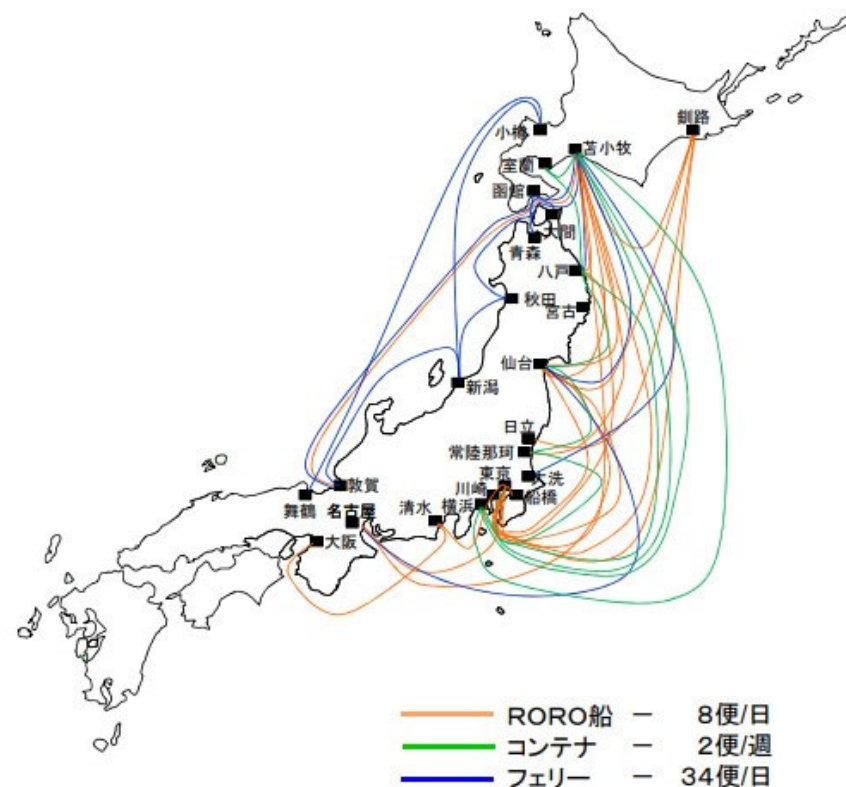 釧路
小樽
苫小牧
室蘭
函館
大間
青森
八戸
秋田
宮古
仙台
新潟
日立
常陸那珂
東京
大洗
敦賀
川崎
船橋
舞鶴
名古屋
清水
横浜
大阪
RORO船 － 8便/日
コンテナ － 2便/週
フェリー － 34便/日